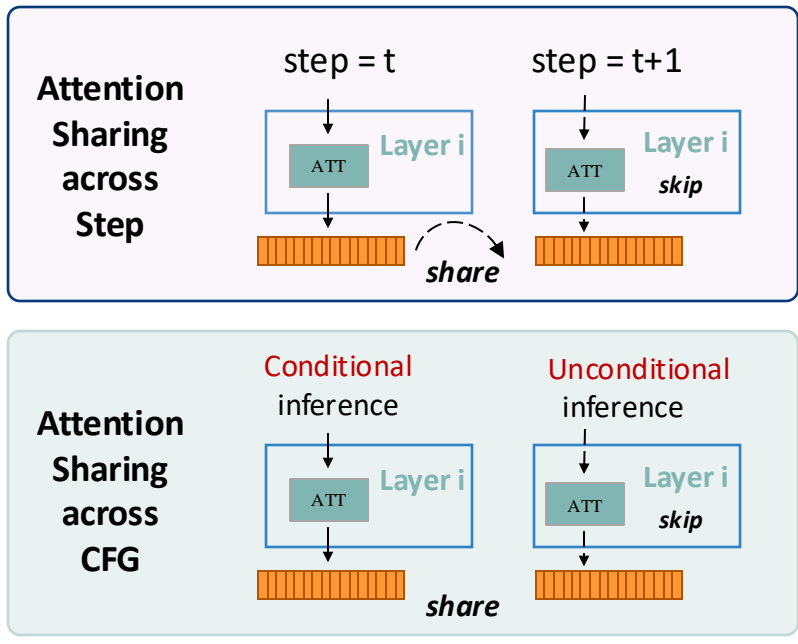 Attention
Sharing
across
Step
step = t
step = t+1
ATT
Layer i
ATT
Layer i
skip
share
Attention
Sharing
across
CFG
Conditional
inference
Unconditional
inference
ATT
Layer i
ATT
Layer i
skip
share